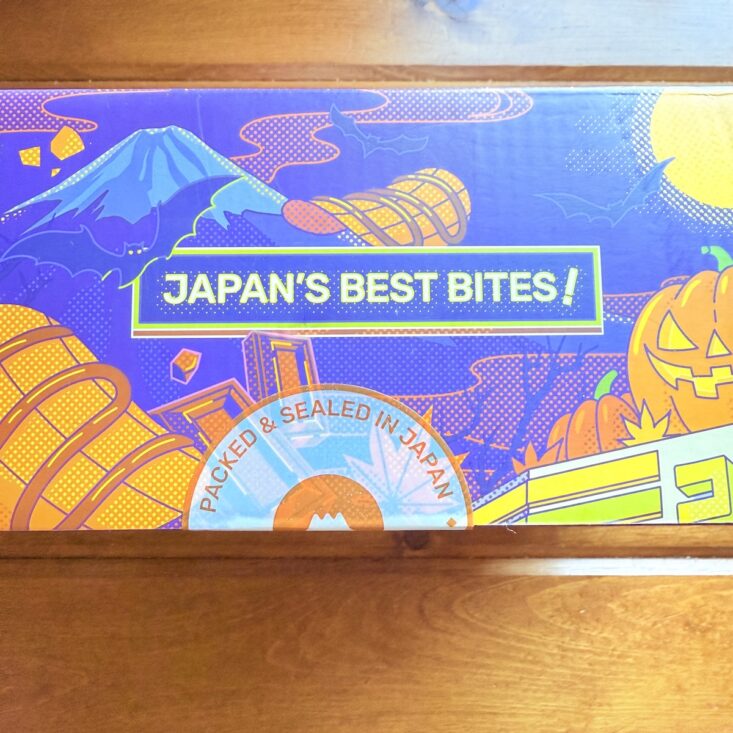 JAPAN'S BEST BITES!
PACKED & SEALED IN JAPAN